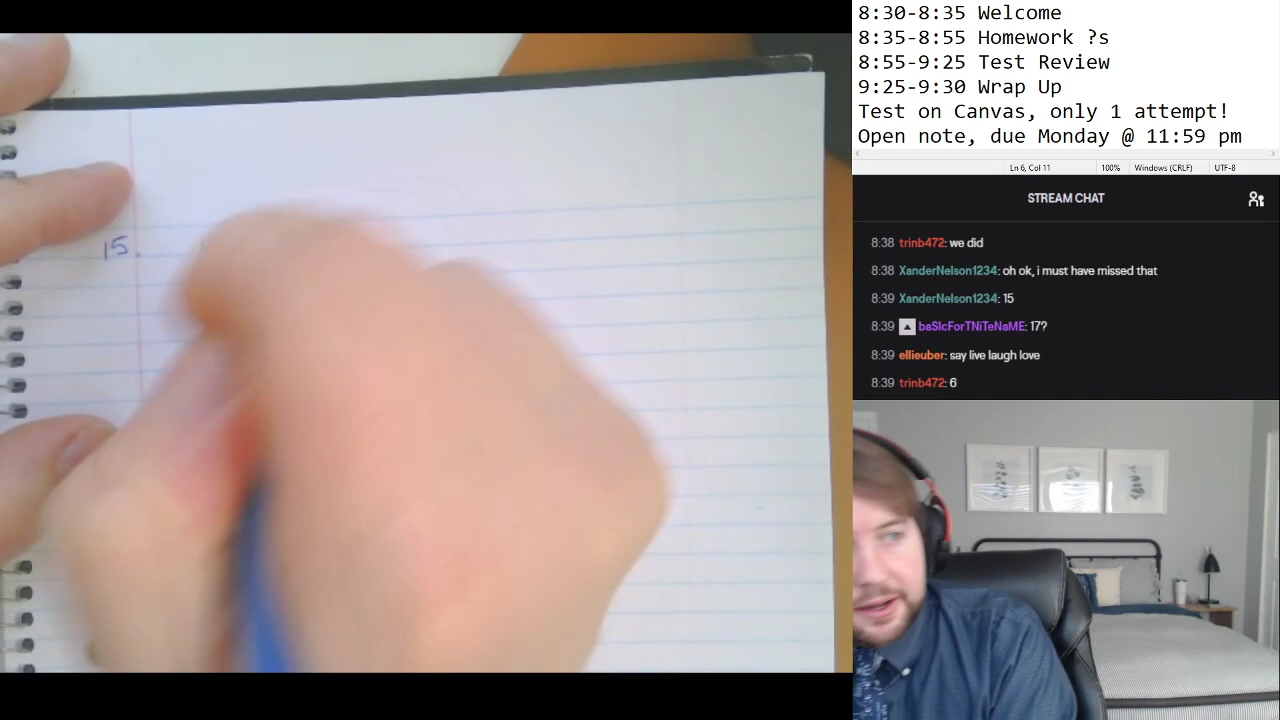 15.
8:30-8:35 Welcome
8:35-8:55 Homework ?s
8:55-9:25 Test Review
9:25-9:30 Wrap Up
Test on Canvas, only 1 attempt!
Open note, due Monday @ 11:59 pm
Ln 6, Col 11 100% Windows (CRLF) UTF-8
STREAM CHAT
8:38 trinb472: we did
8:38 XanderNelson1234: oh ok, i must have missed that
8:39 XanderNelson1234: 15
8:39 baSIcForTNiTeNaME: 17?
8:39 ellieuber: say live laugh love
8:39 trinb472: 6